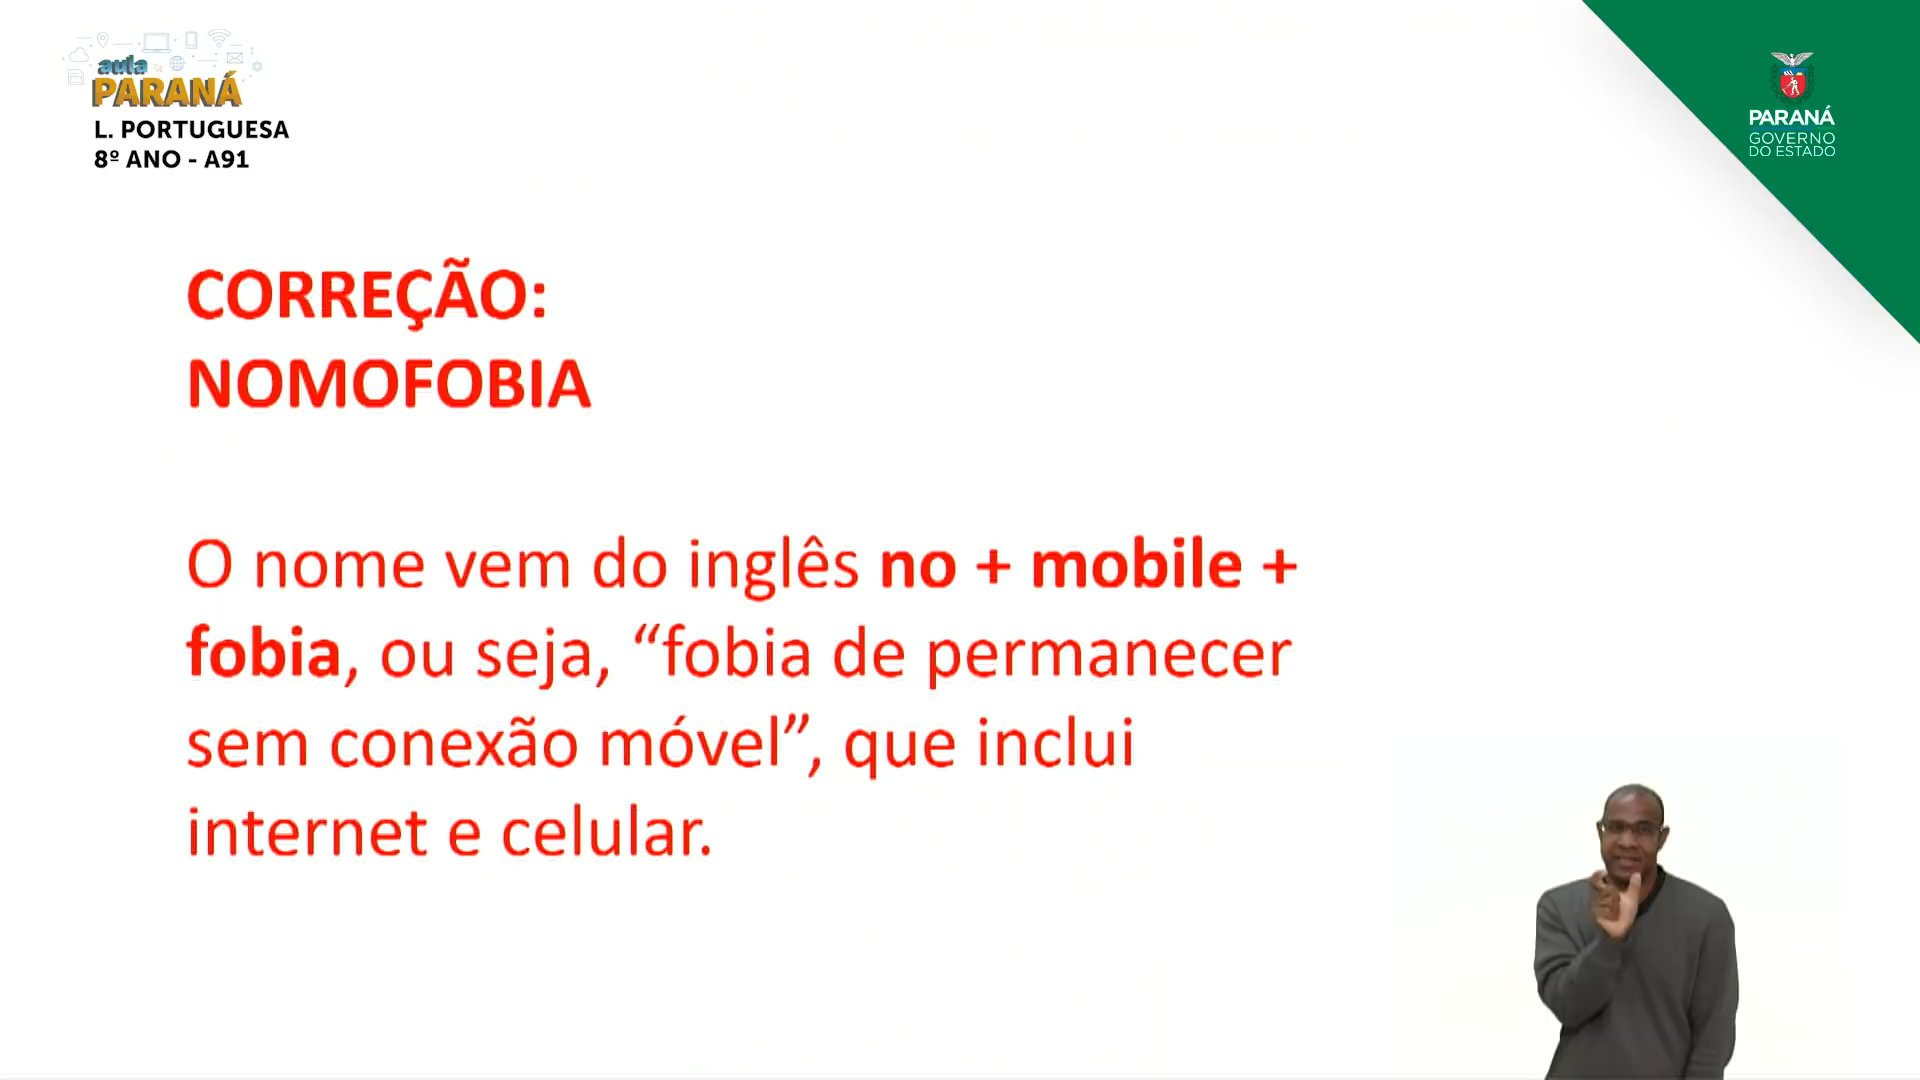 aula
PARANÁ
L. PORTUGUESA
8º ANO - A91
PARANÁ
GOVERNO
DO ESTADO
CORREÇÃO:
NOMOFOBIA
O nome vem do inglês no + mobile +
fobia, ou seja, “fobia de permanecer
sem conexão móvel”, que inclui
internet e celular.